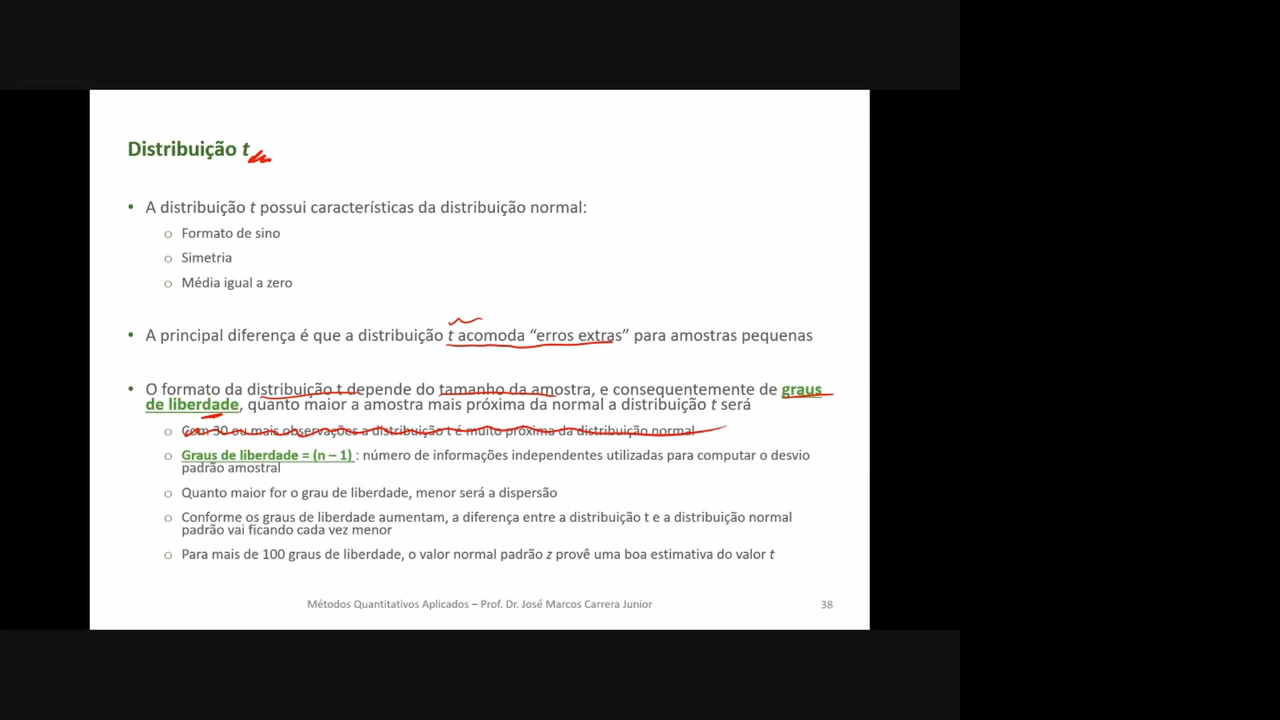 Distribuição t
• A distribuição t possui características da distribuição normal:
o Formato de sino
o Simetria
o Média igual a zero
• A principal diferença é que a distribuição t acomoda “erros extras” para amostras pequenas
• O formato da distribuição t depende do tamanho da amostra, e consequentemente de graus
de liberdade, quanto maior a amostra mais próxima da normal a distribuição t será
o Com 30 ou mais observações a distribuição t é muito próxima da distribuição normal
o Graus de liberdade = (n – 1) : número de informações independentes utilizadas para computar o desvio
padrão amostral
o Quanto maior for o grau de liberdade, menor será a dispersão
o Conforme os graus de liberdade aumentam, a diferença entre a distribuição t e a distribuição normal
padrão vai ficando cada vez menor
o Para mais de 100 graus de liberdade, o valor normal padrão z provê uma boa estimativa do valor t
Métodos Quantitativos Aplicados – Prof. Dr. José Marcos Carrera Junior
38